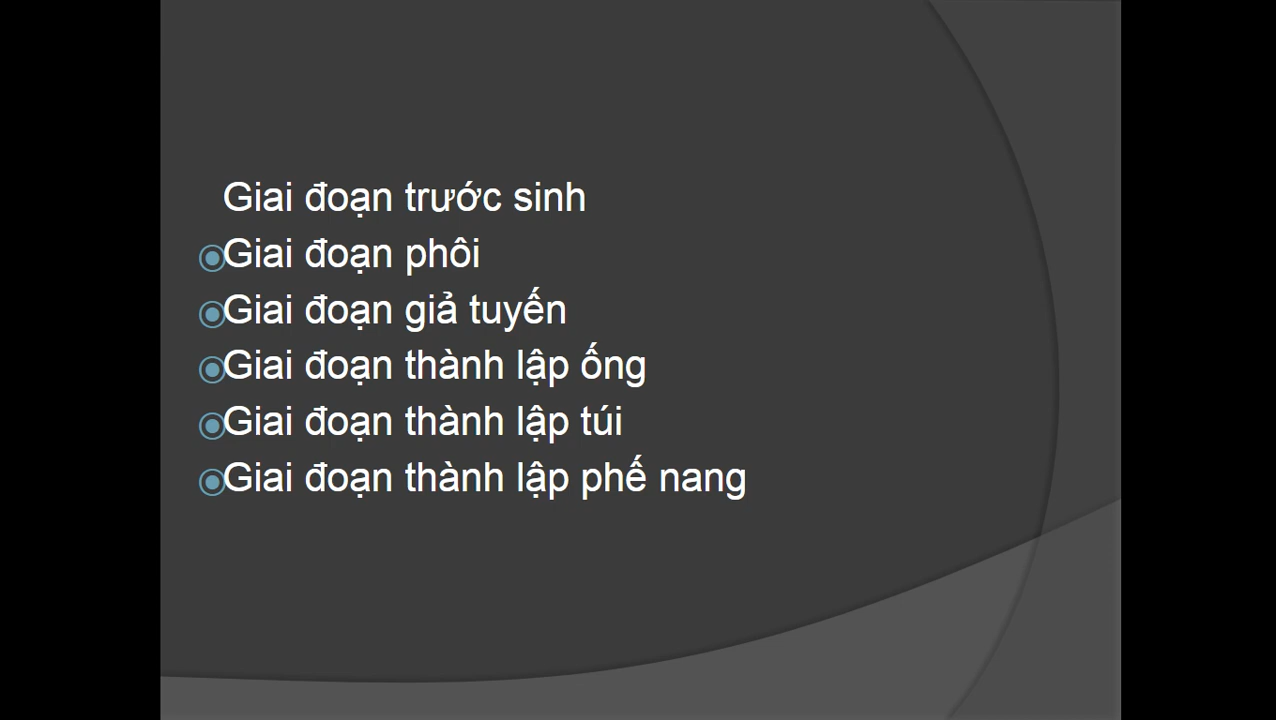 Giai đoạn trước sinh
Giai đoạn phôi
Giai đoạn giả tuyến
Giai đoạn thành lập ống
Giai đoạn thành lập túi
Giai đoạn thành lập phế nang